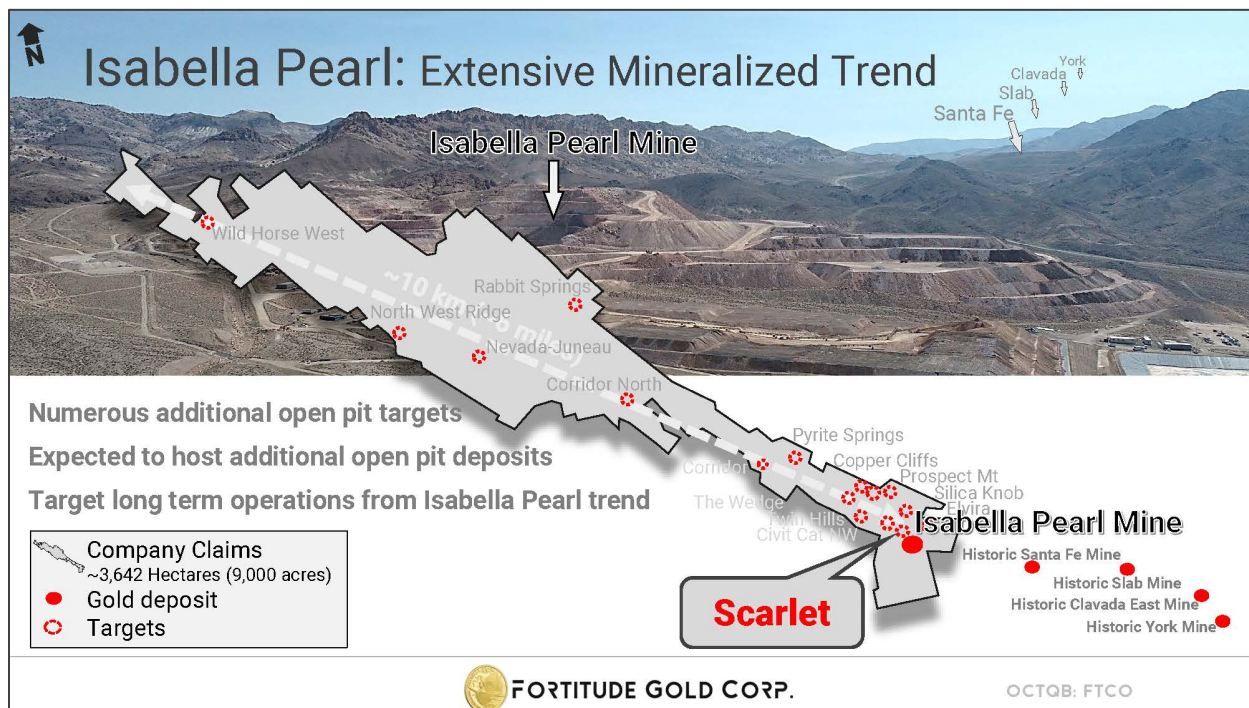 N
Isabella Pearl: Extensive Mineralized Trend
York
Clavada
Slab
Santa Fe
Isabella Pearl Mine
Wild Horse West
Rabbit Springs
~10 km (~6 miles)
North West Ridge
Nevada-Juneau
Corridor North
Numerous additional open pit targets
Expected to host additional open pit deposits
Target long term operations from Isabella Pearl trend
Pyrite Springs
Corridor
Copper Cliffs
Prospect Mt
The Wedge
Silica Knob
Elvira
Twin Hills
Civit Cat NW
Isabella Pearl Mine
Scarlet
Historic Santa Fe Mine
Historic Slab Mine
Historic Clavada East Mine
Historic York Mine
Company Claims
~3,642 Hectares (9,000 acres)
Gold deposit
Targets
FORTITUDE GOLD CORP.
OCTQB: FTCO